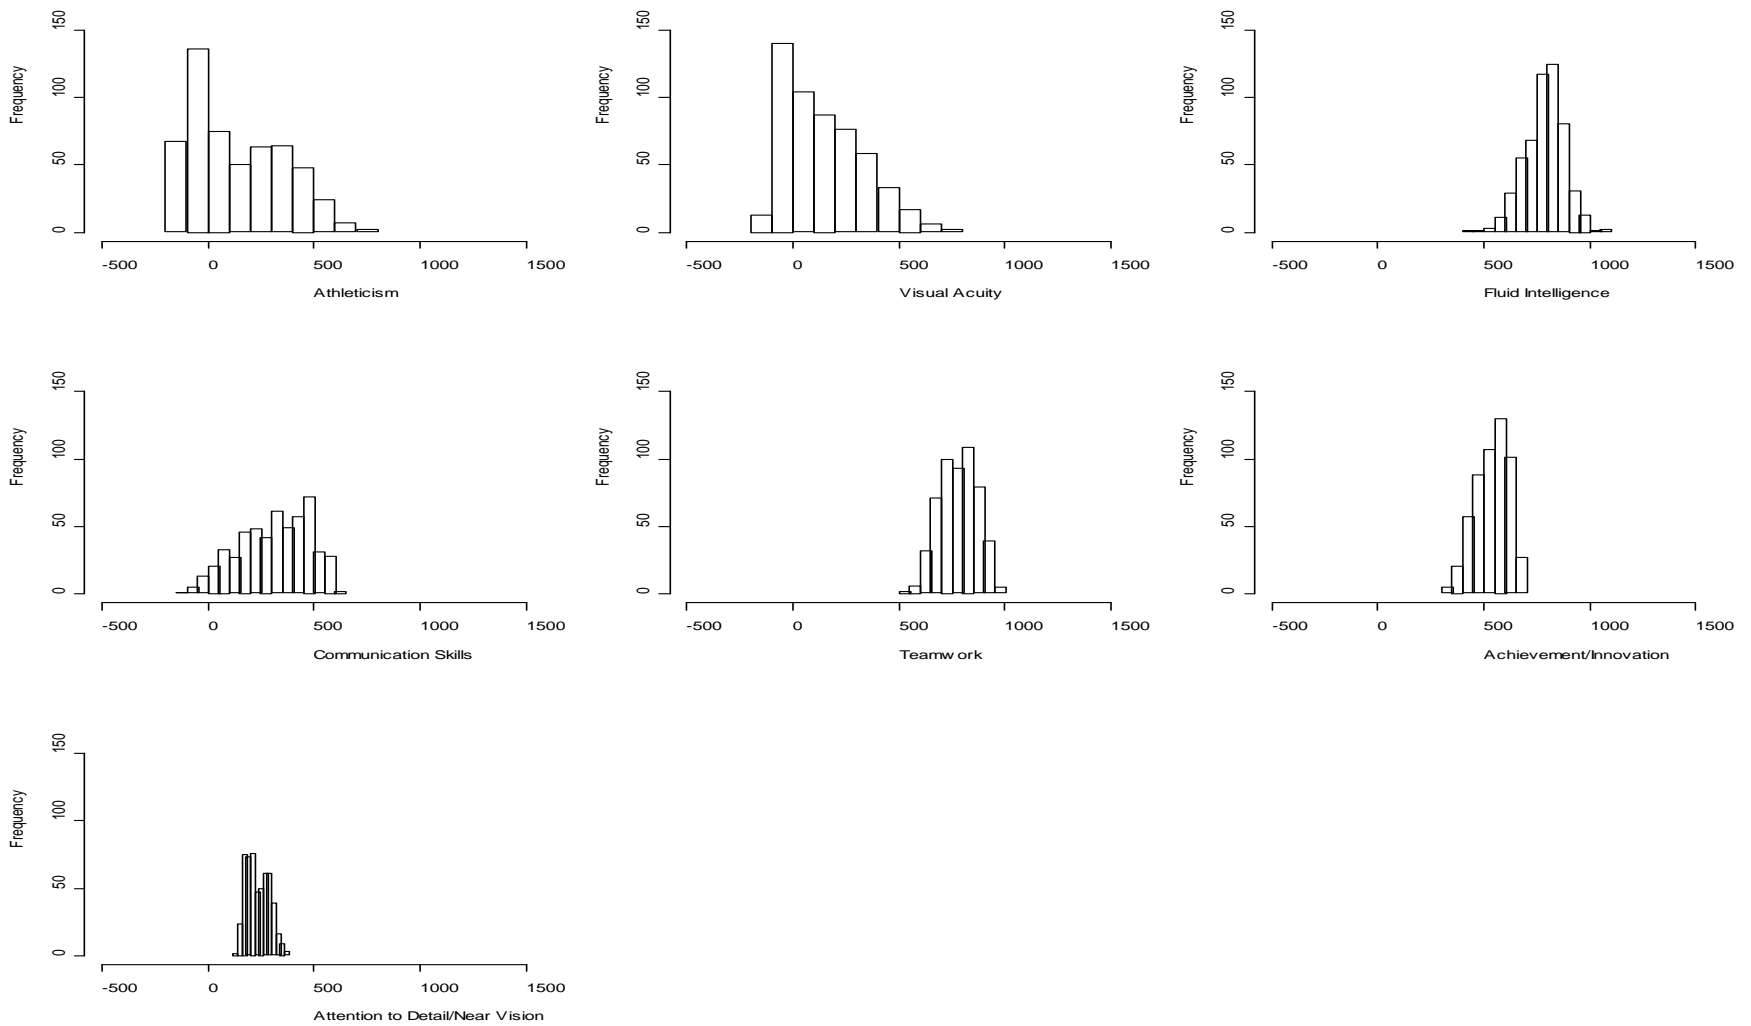 150
100
50
0
Frequency
-500 0 500 1000 1500
Athleticism
150
100
50
0
Frequency
-500 0 500 1000 1500
Visual Acuity
150
100
50
0
Frequency
-500 0 500 1000 1500
Fluid Intelligence
150
100
50
0
Frequency
-500 0 500 1000 1500
Communication Skills
150
100
50
0
Frequency
-500 0 500 1000 1500
Teamwork
150
100
50
0
Frequency
-500 0 500 1000 1500
Achievement/Innovation
150
100
50
0
Frequency
-500 0 500 1000 1500
Attention to Detail/Near Vision